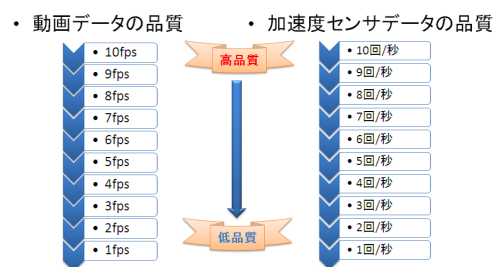 • 動画データの品質
• 10fps
• 9fps
• 8fps
• 7fps
• 6fps
• 5fps
• 4fps
• 3fps
• 2fps
• 1fps
高品質
低品質
• 加速度センサデータの品質
• 10回/秒
• 9回/秒
• 8回/秒
• 7回/秒
• 6回/秒
• 5回/秒
• 4回/秒
• 3回/秒
• 2回/秒
• 1回/秒